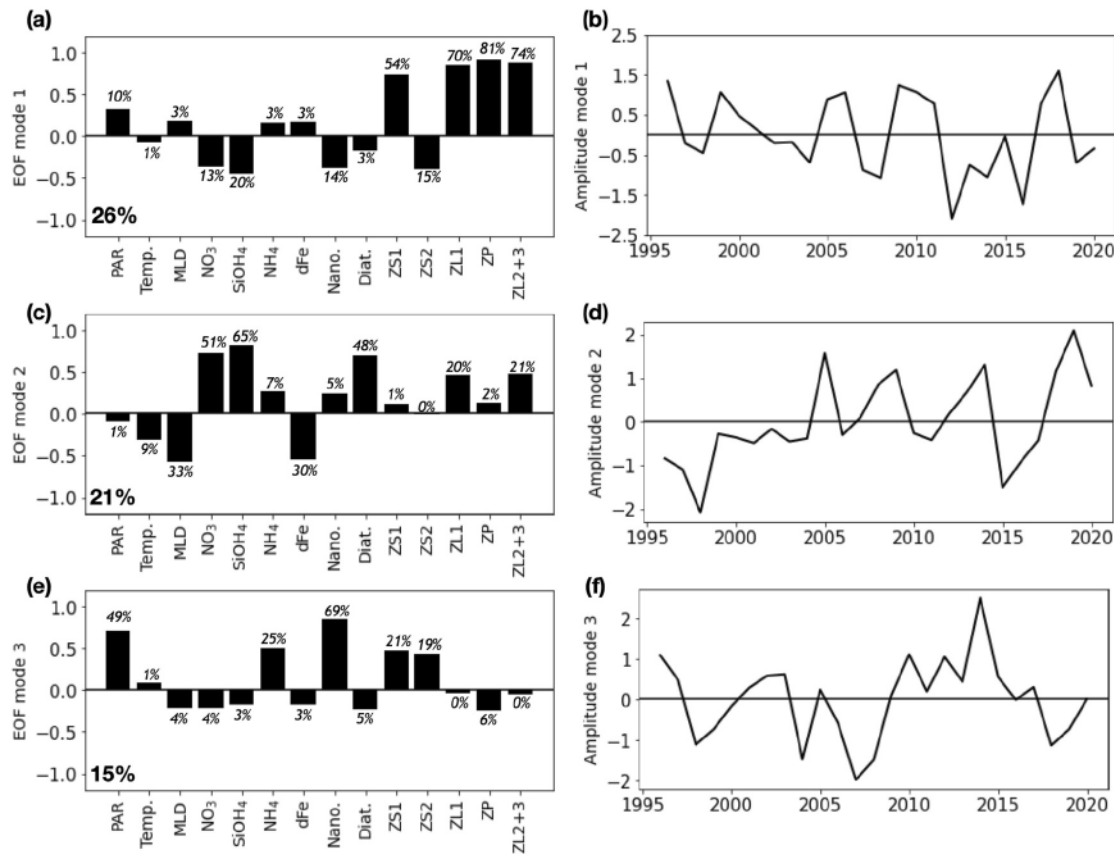 (a)
EOF mode 1
1.0
0.5
0.0
−0.5
−1.0
10%
1%
3%
13%
20%
3%
3%
14%
3%
54%
15%
70%
81%
74%
26%
PAR
Temp.
MLD
NO₃
SiOH₄
NH₄
dFe
Nano.
Diat.
ZS1
ZS2
ZL1
ZP
ZL2+3
(b)
Amplitude mode 1
2.5
1.5
0.5
−0.5
−1.5
−2.5
1995 2000 2005 2010 2015 2020
(c)
EOF mode 2
1.0
0.5
0.0
−0.5
−1.0
1%
9%
33%
51%
65%
7%
30%
5%
48%
1%
0%
20%
2%
21%
21%
PAR
Temp.
MLD
NO₃
SiOH₄
NH₄
dFe
Nano.
Diat.
ZS1
ZS2
ZL1
ZP
ZL2+3
(d)
Amplitude mode 2
2
1
0
−1
−2
1995 2000 2005 2010 2015 2020
(e)
EOF mode 3
1.0
0.5
0.0
−0.5
−1.0
49%
1%
4%
4%
3%
25%
3%
69%
5%
21%
19%
0%
6%
0%
15%
PAR
Temp.
MLD
NO₃
SiOH₄
NH₄
dFe
Nano.
Diat.
ZS1
ZS2
ZL1
ZP
ZL2+3
(f)
Amplitude mode 3
2
1
0
−1
−2
1995 2000 2005 2010 2015 2020